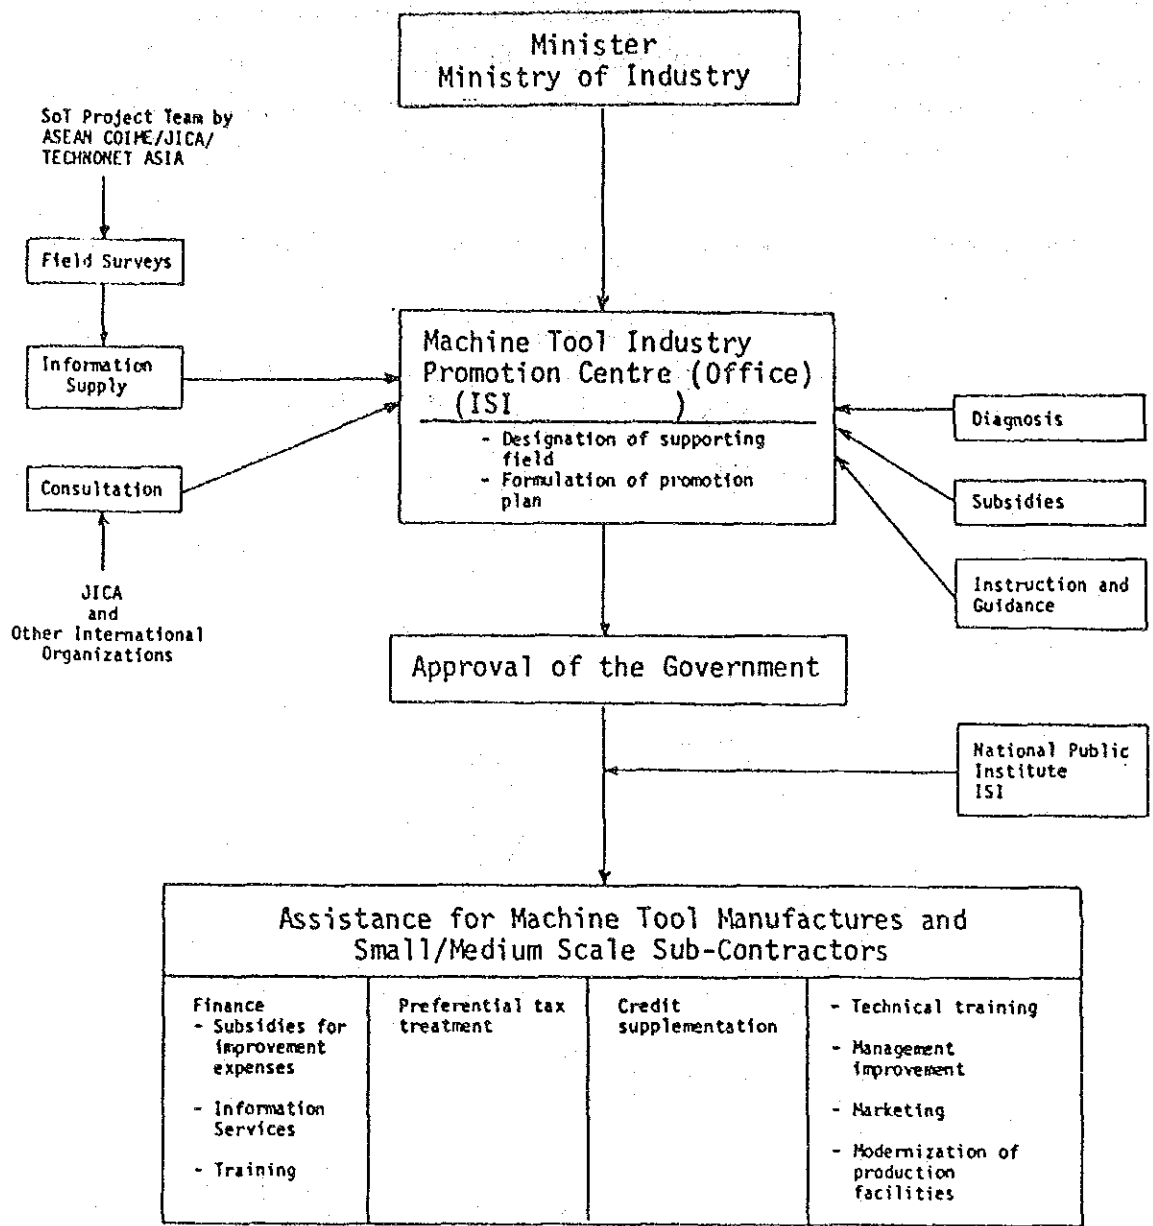 Minister
Ministry of Industry
SoT Project Team by
ASEAN COIME/JICA/
TECHNONET ASIA
Field Surveys
Information
Supply
Consultation
JICA
and
Other International
Organizations
Machine Tool Industry
Promotion Centre (Office)
(ISI )
- Designation of supporting
field
- Formulation of promotion
plan
Diagnosis
Subsidies
Instruction and
Guidance
Approval of the Government
National Public
Institute
ISI
Assistance for Machine Tool Manufactures and
Small/Medium Scale Sub-Contractors
Finance
- Subsidies for
improvement
expenses
- Information
Services
- Training
Preferential tax
treatment
Credit
supplementation
- Technical training
- Management
improvement
- Marketing
- Modernization of
production
facilities